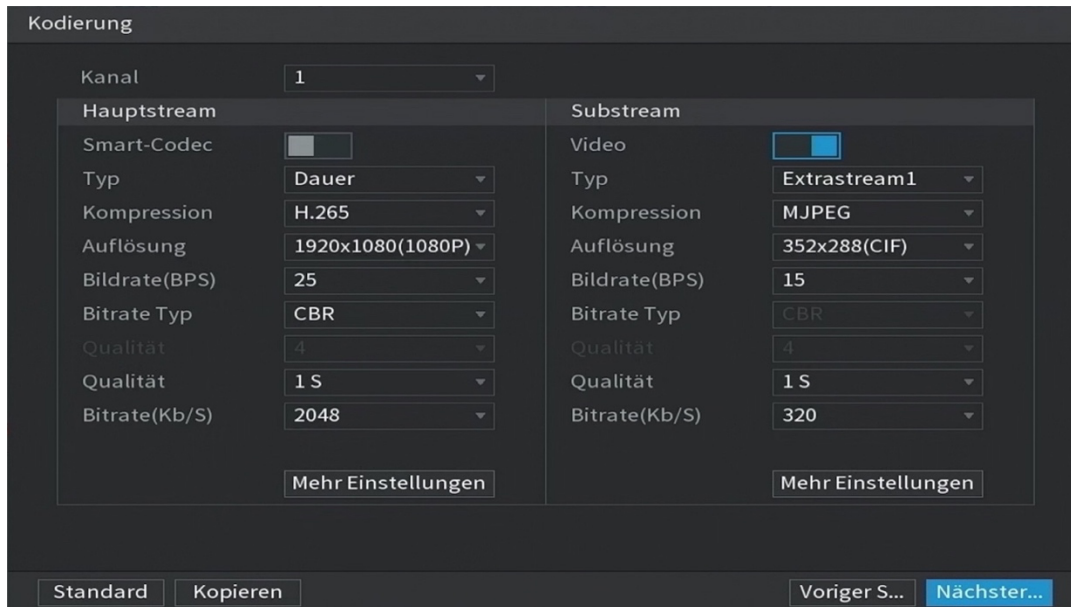 Kodierung
Kanal 1
Hauptstream Substream
Smart-Codec Video
Typ Dauer Typ Extrastream1
Kompression H.265 Kompression MJPEG
Auflösung 1920x1080(1080P) Auflösung 352x288(CIF)
Bildrate(BPS) 25 Bildrate(BPS) 15
Bitrate Typ CBR Bitrate Typ CBR
Qualität 4 Qualität 4
Qualität 1 S Qualität 1 S
Bitrate(Kb/S) 2048 Bitrate(Kb/S) 320
Mehr Einstellungen Mehr Einstellungen
Standard Kopieren Voriger S... Nächster...